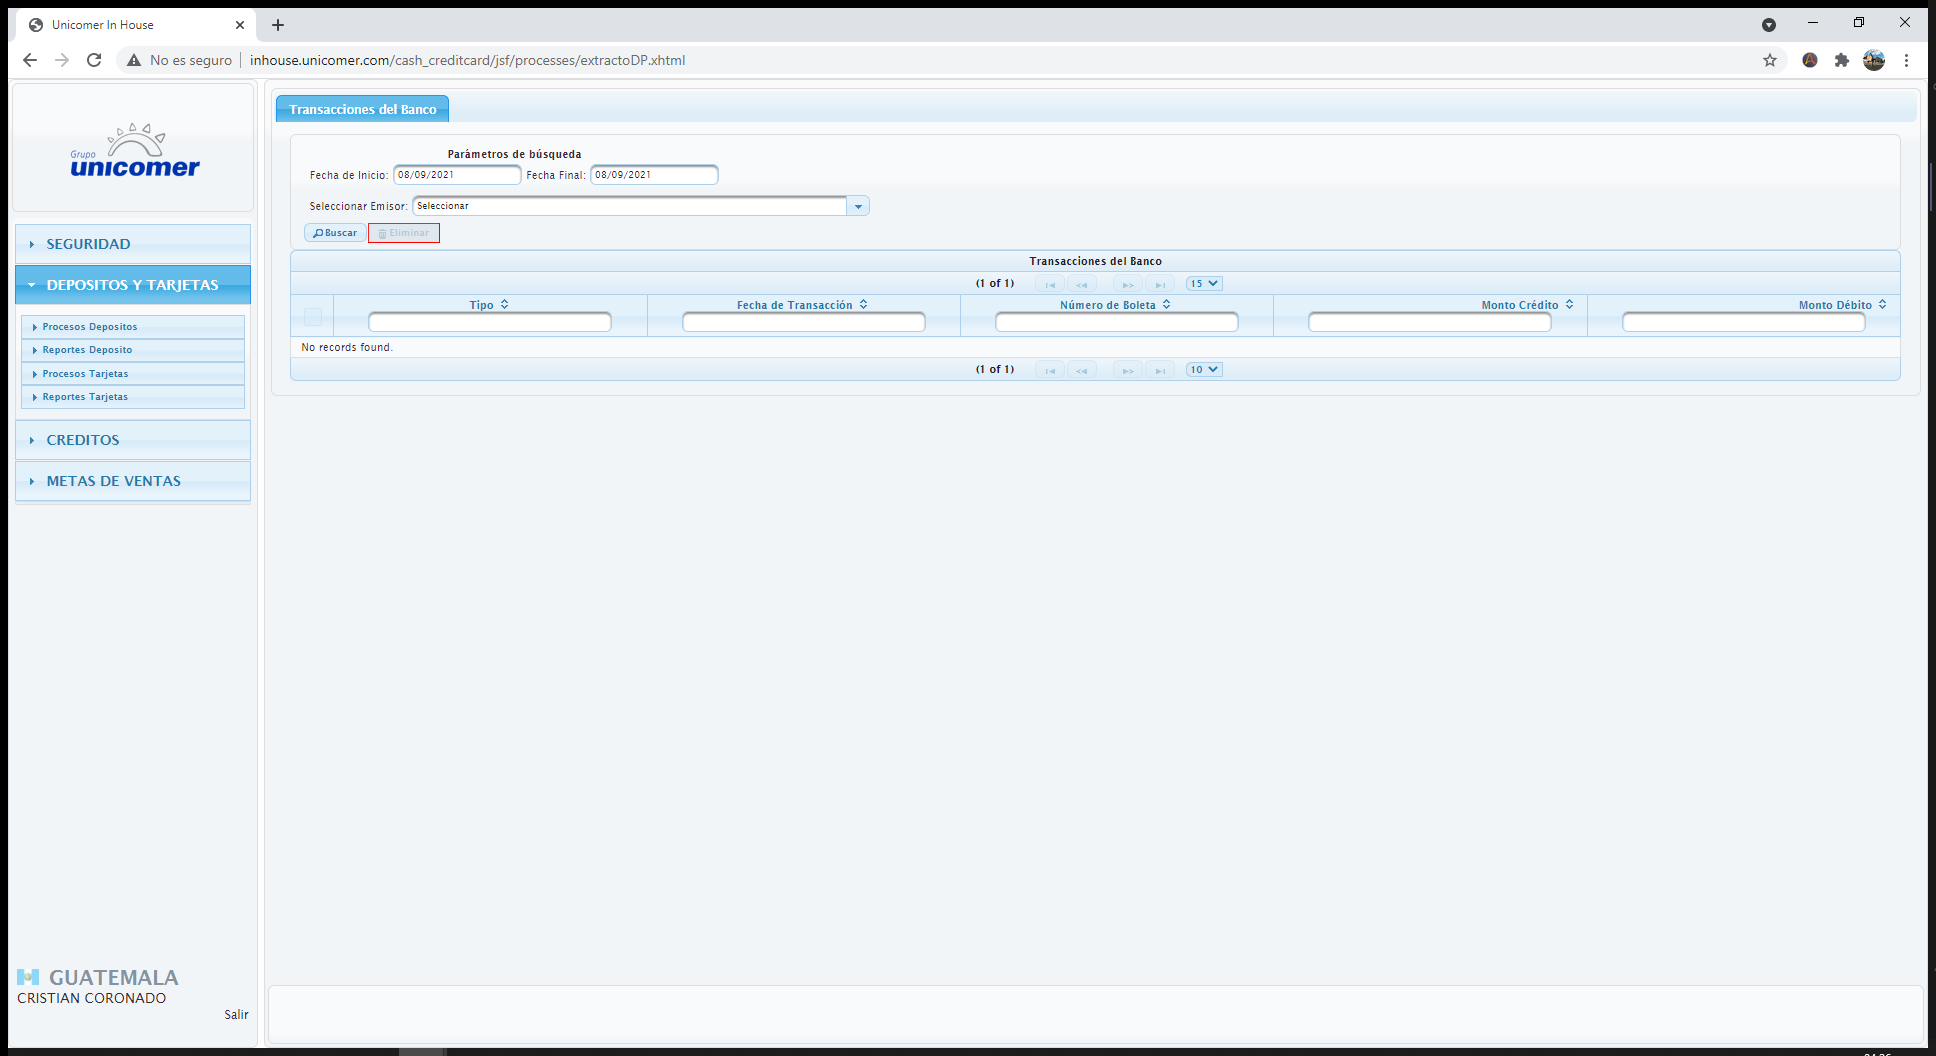 Unicomer In House
No es seguro
inhouse.unicomer.com/cash_creditcard/jsf/processes/extractoDP.xhtml
Grupo
unicomer
SEGURIDAD
DEPOSITOS Y TARJETAS
Procesos Depositos
Reportes Deposito
Procesos Tarjetas
Reportes Tarjetas
CREDITOS
METAS DE VENTAS
GUATEMALA
CRISTIAN CORONADO
Salir
Transacciones del Banco
Parámetros de búsqueda
Fecha de Inicio: 08/09/2021 Fecha Final: 08/09/2021
Seleccionar Emisor: Seleccionar
Buscar Eliminar
Transacciones del Banco
(1 of 1) 15
Tipo Fecha de Transacción Número de Boleta Monto Crédito Monto Débito
No records found.
(1 of 1) 10